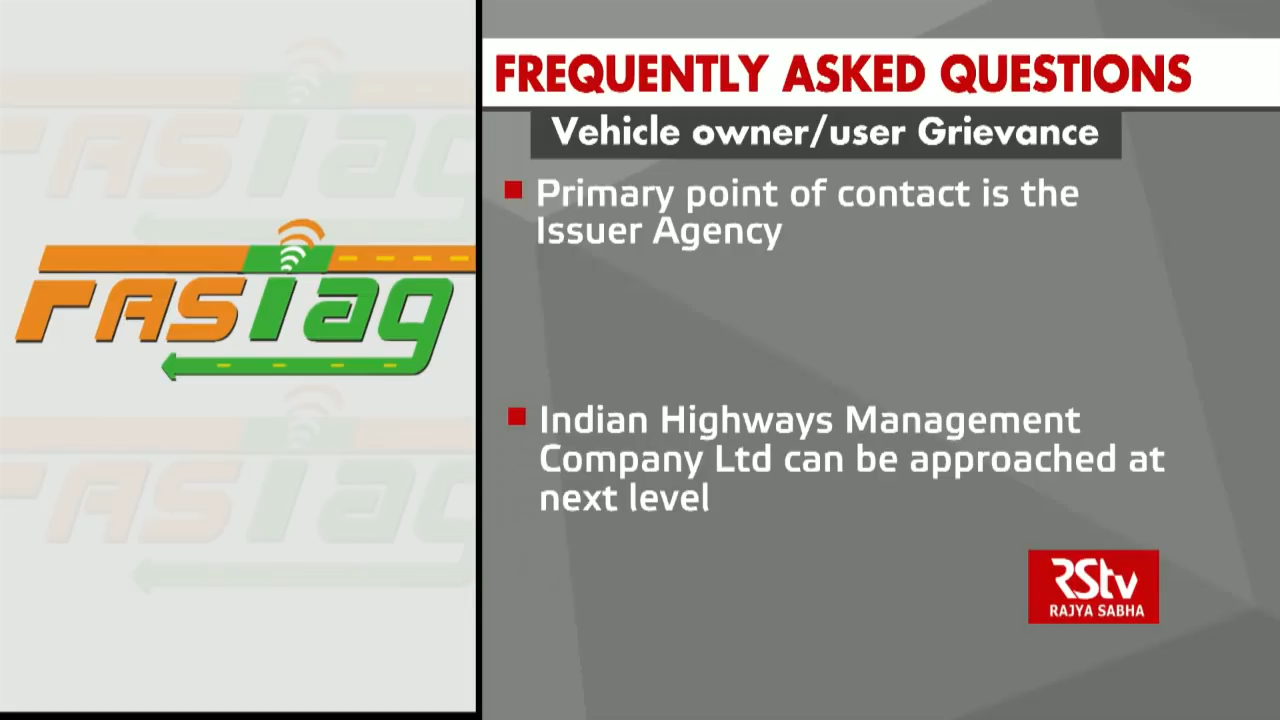 FREQUENTLY ASKED QUESTIONS
Vehicle owner/user Grievance
Primary point of contact is the
Issuer Agency
Indian Highways Management
Company Ltd can be approached at
next level
FASTag
RStv
RAJYA SABHA